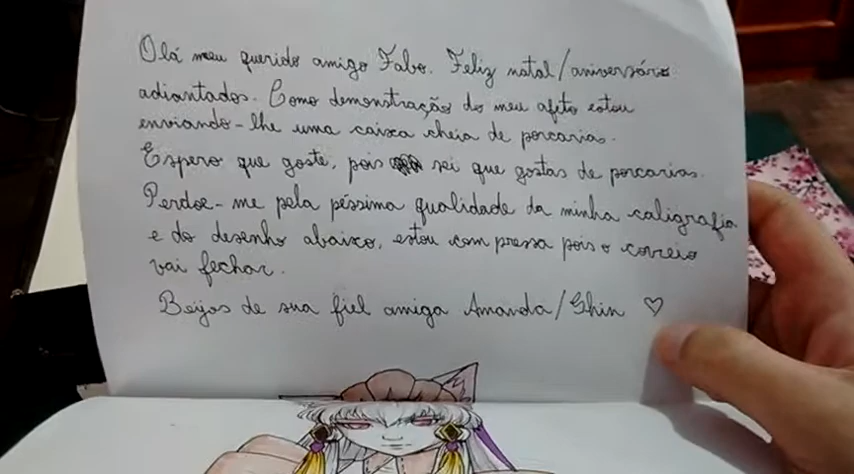 Olá meu querido amigo Fabo. Feliz natal/aniversário
adiantados. Como demonstração do meu afeto estou
enviando-lhe uma caixa cheia de porcarias.
Espero que goste, pois sei que gostas de porcarias.
Perdoe-me pela péssima qualidade da minha caligrafia
e do desenho abaixo, estou com pressa pois o correio
vai fechar.
Beijos de sua fiel amiga Amanda/Shin ♡